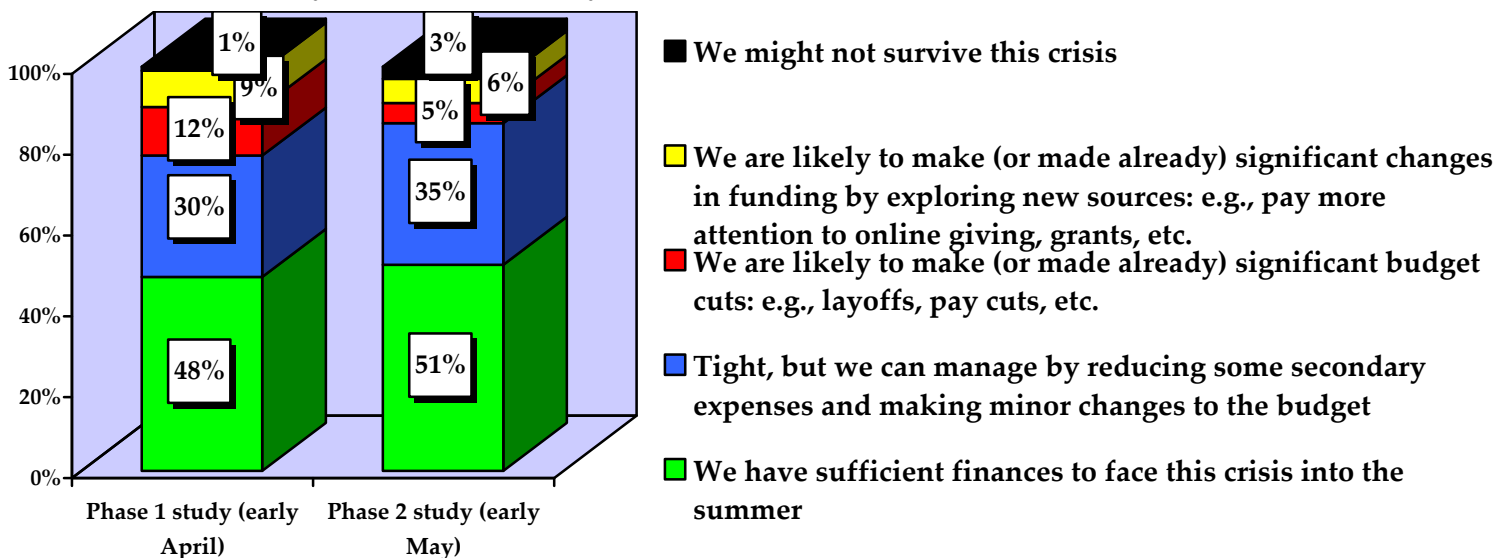 1%
3%
We might not survive this crisis
100%
9%
6%
12%
5%
80%
We are likely to make (or made already) significant changes
in funding by exploring new sources: e.g., pay more
attention to online giving, grants, etc.
30%
35%
60%
We are likely to make (or made already) significant budget
cuts: e.g., layoffs, pay cuts, etc.
40%
48%
51%
Tight, but we can manage by reducing some secondary
expenses and making minor changes to the budget
20%
0%
We have sufficient finances to face this crisis into the
summer
Phase 1 study (early
April)
Phase 2 study (early
May)